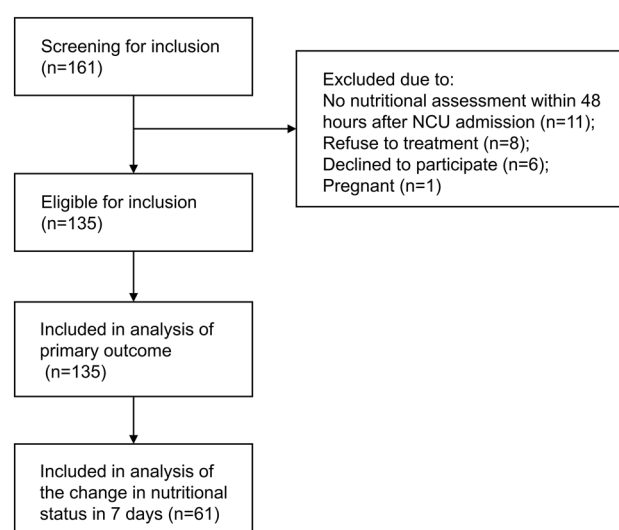 Screening for inclusion
(n=161)
Excluded due to:
No nutritional assessment within 48
hours after NCU admission (n=11);
Refuse to treatment (n=8);
Declined to participate (n=6);
Pregnant (n=1)
Eligible for inclusion
(n=135)
Included in analysis of
primary outcome
(n=135)
Included in analysis of
the change in nutritional
status in 7 days (n=61)